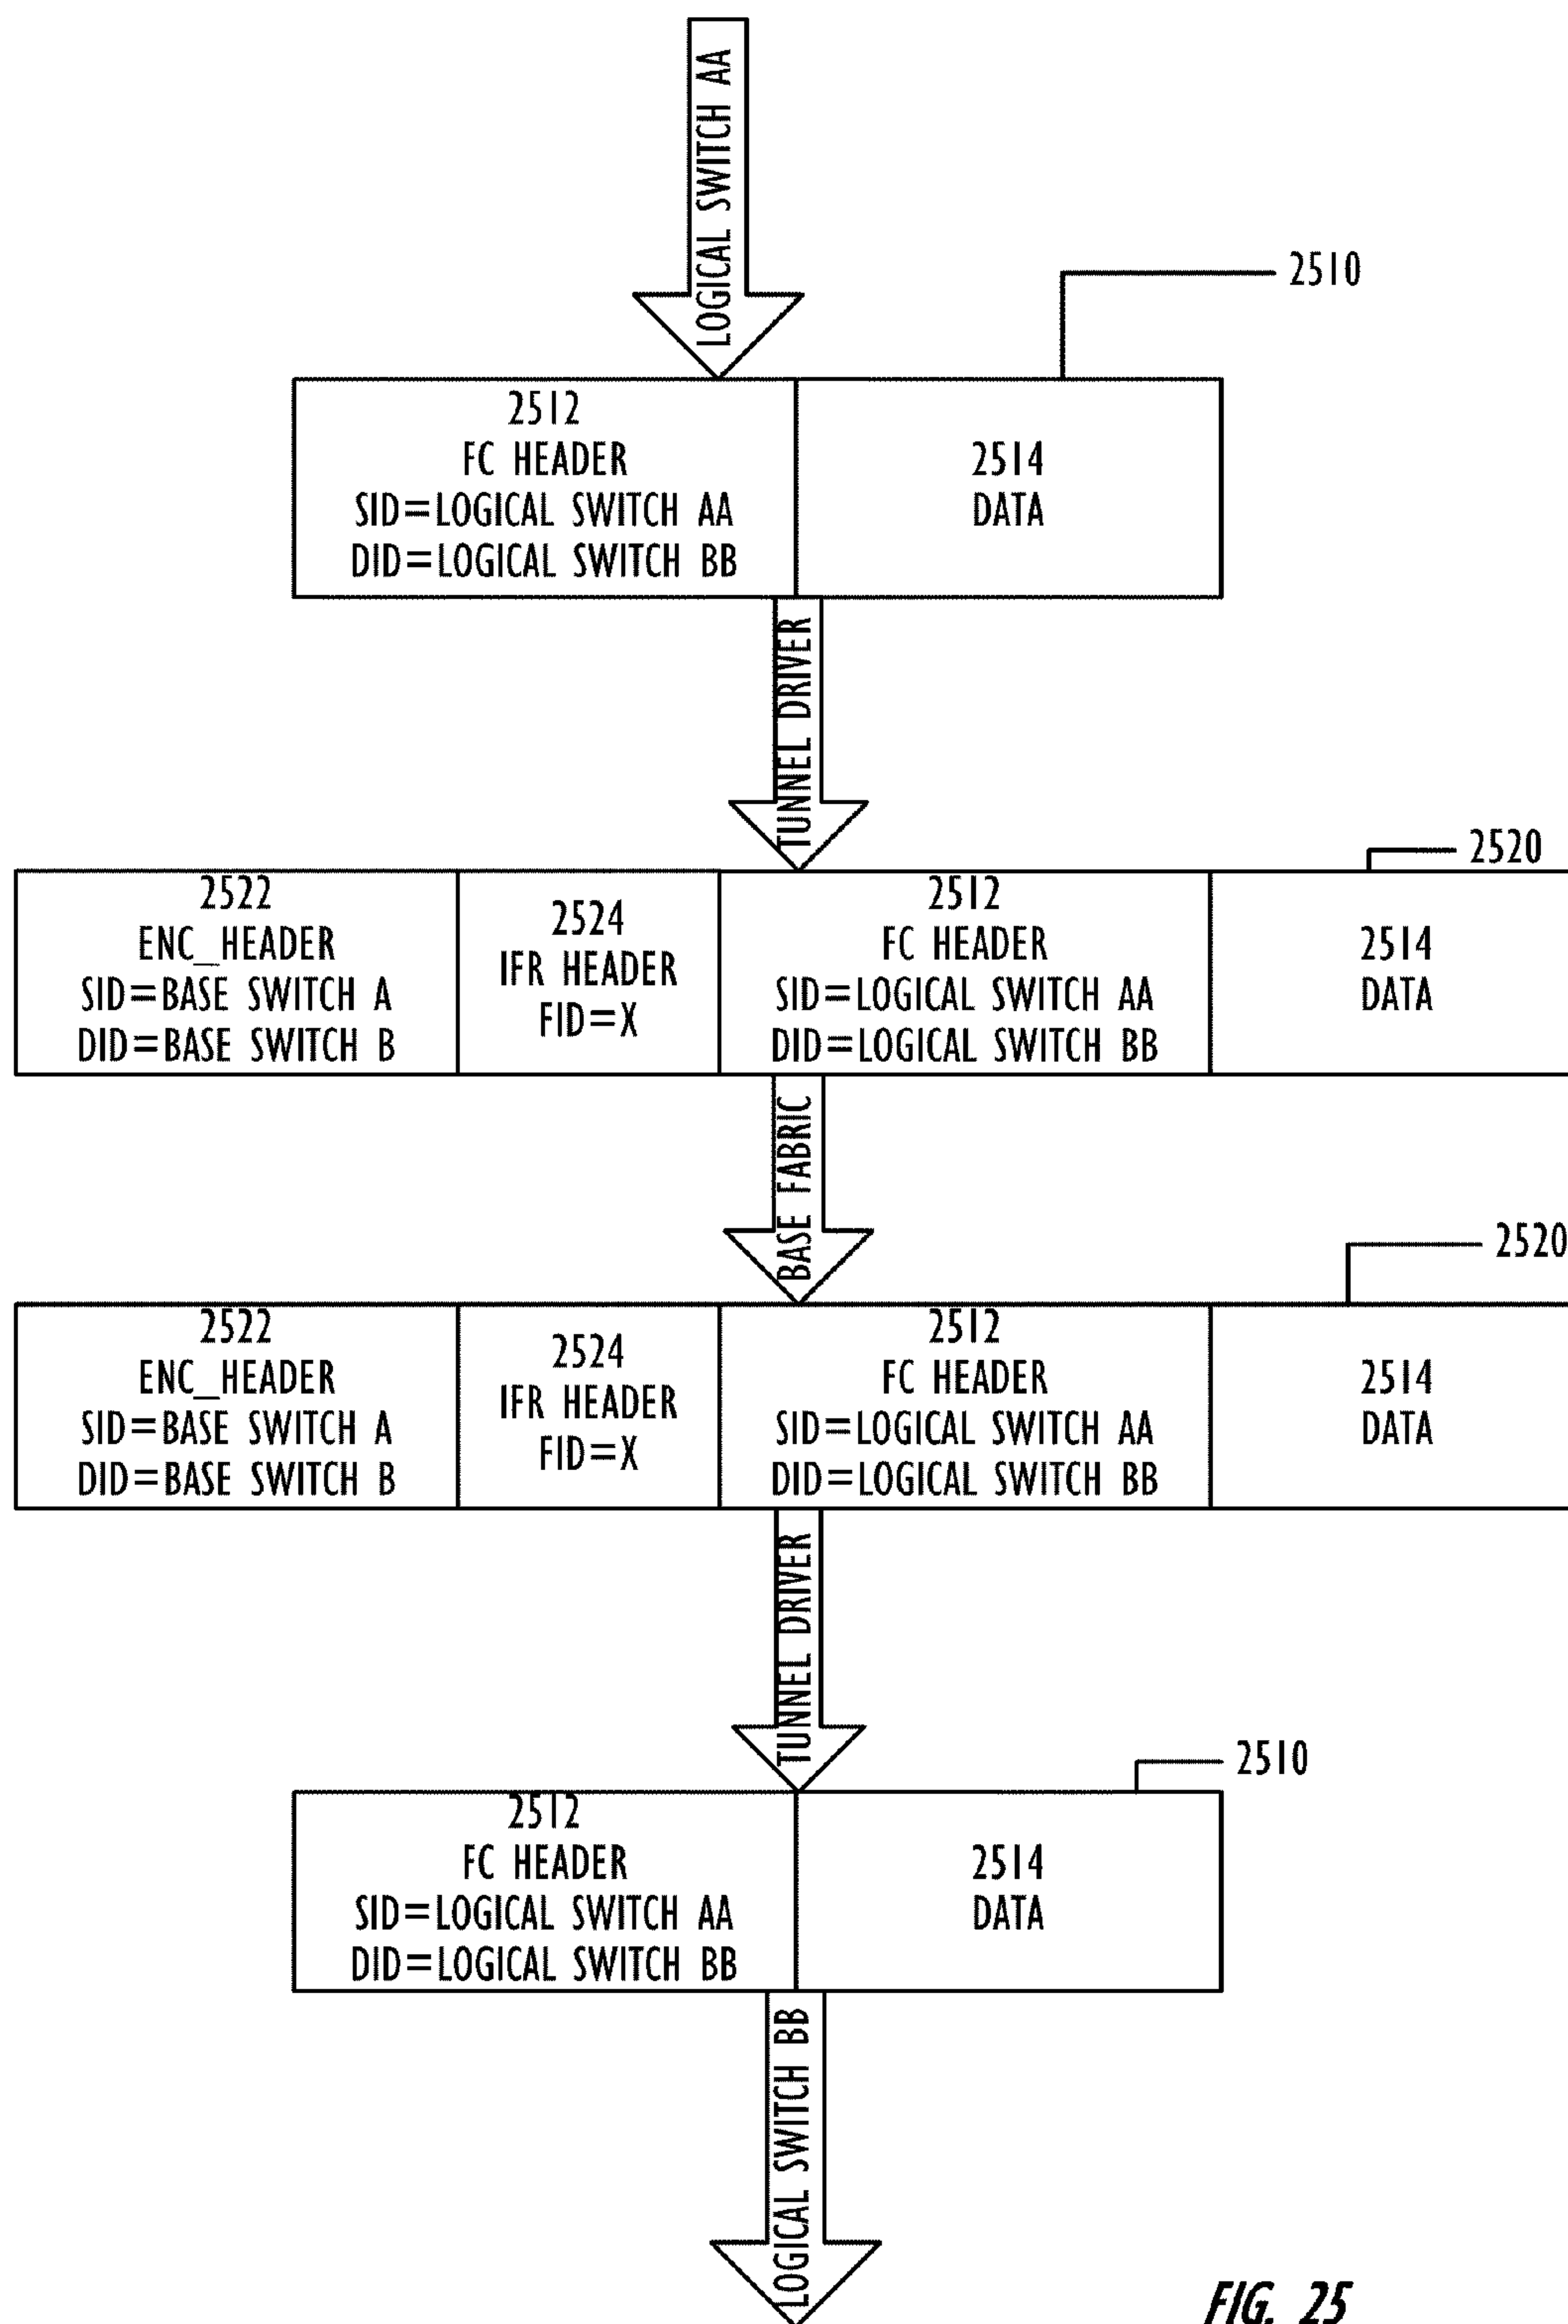 LOGICAL SWITCH AA
2510
2512
FC HEADER
SID=LOGICAL SWITCH AA
DID=LOGICAL SWITCH BB
2514
DATA
TUNNEL DRIVER
2520
2522
ENC_HEADER
SID=BASE SWITCH A
DID=BASE SWITCH B
2524
IFR HEADER
FID=X
2512
FC HEADER
SID=LOGICAL SWITCH AA
DID=LOGICAL SWITCH BB
2514
DATA
BASE FABRIC
2520
2522
ENC_HEADER
SID=BASE SWITCH A
DID=BASE SWITCH B
2524
IFR HEADER
FID=X
2512
FC HEADER
SID=LOGICAL SWITCH AA
DID=LOGICAL SWITCH BB
2514
DATA
TUNNEL DRIVER
2510
2512
FC HEADER
SID=LOGICAL SWITCH AA
DID=LOGICAL SWITCH BB
2514
DATA
LOGICAL SWITCH BB
FIG. 25